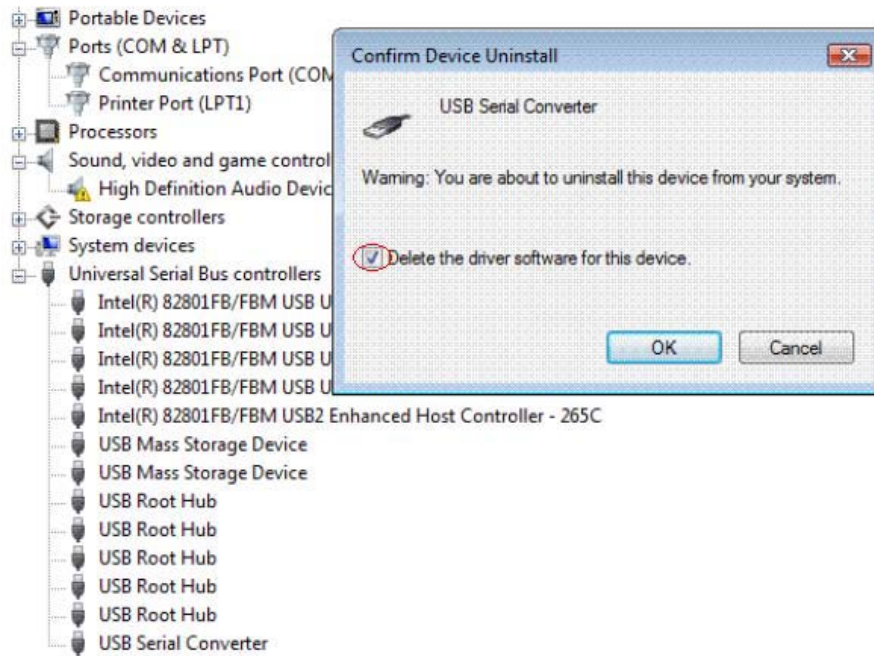 Portable Devices
Ports (COM & LPT)
Communications Port (COM
Printer Port (LPT1)
Processors
Sound, video and game control
High Definition Audio Devic
Storage controllers
System devices
Universal Serial Bus controllers
Intel(R) 82801FB/FBM USB U
Intel(R) 82801FB/FBM USB U
Intel(R) 82801FB/FBM USB U
Intel(R) 82801FB/FBM USB U
Intel(R) 82801FB/FBM USB2 Enhanced Host Controller - 265C
USB Mass Storage Device
USB Mass Storage Device
USB Root Hub
USB Root Hub
USB Root Hub
USB Root Hub
USB Root Hub
USB Serial Converter
Confirm Device Uninstall
USB Serial Converter
Warning: You are about to uninstall this device from your system.
Delete the driver software for this device.
OK Cancel